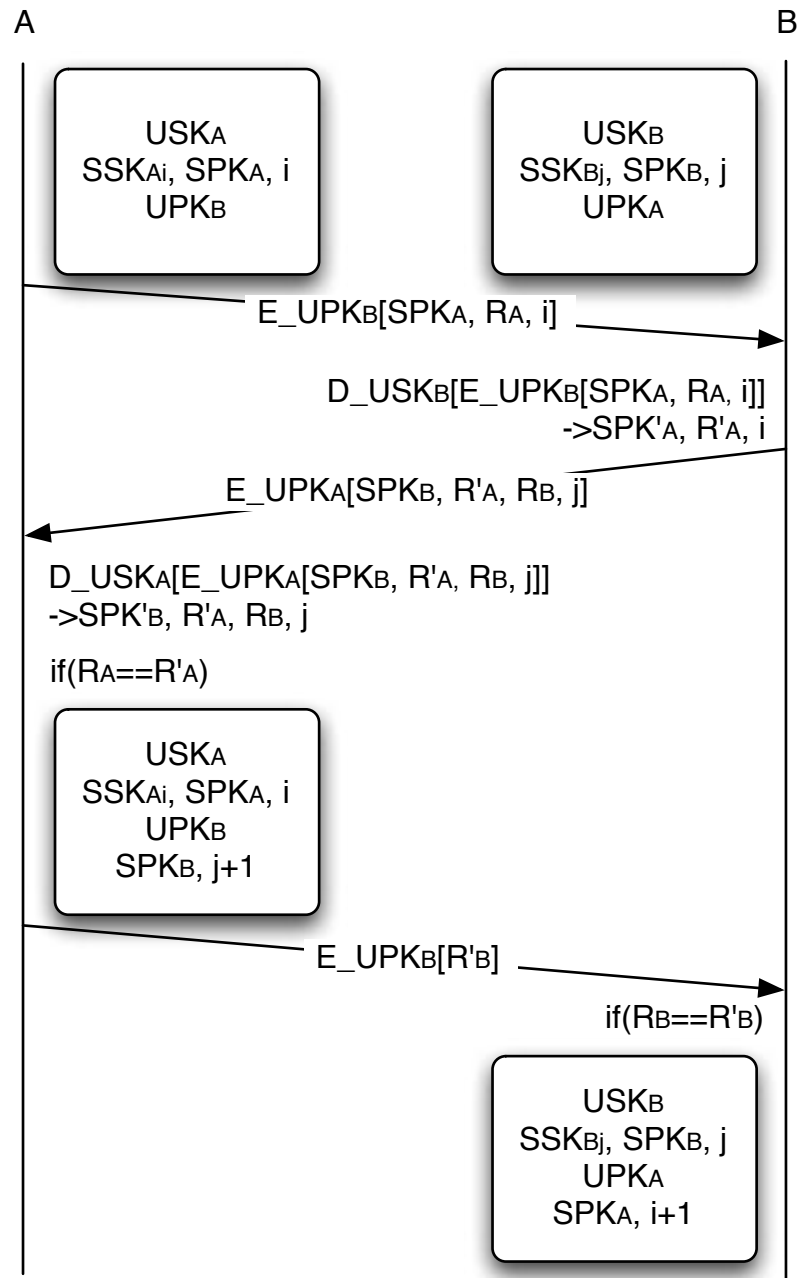 A
B
USKA
SSKAi, SPKA, i
UPKB
USKB
SSKBj, SPKB, j
UPKA
E_UPKB[SPKA, RA, i]
D_USKB[E_UPKB[SPKA, RA, i]]
->SPK'A, R'A, i
E_UPKA[SPKB, R'A, RB, j]
D_USKA[E_UPKA[SPKB, R'A, RB, j]]
->SPK'B, R'A, RB, j
if(RA==R'A)
USKA
SSKAi, SPKA, i
UPKB
SPKB, j+1
E_UPKB[R'B]
if(RB==R'B)
USKB
SSKBj, SPKB, j
UPKA
SPKA, i+1